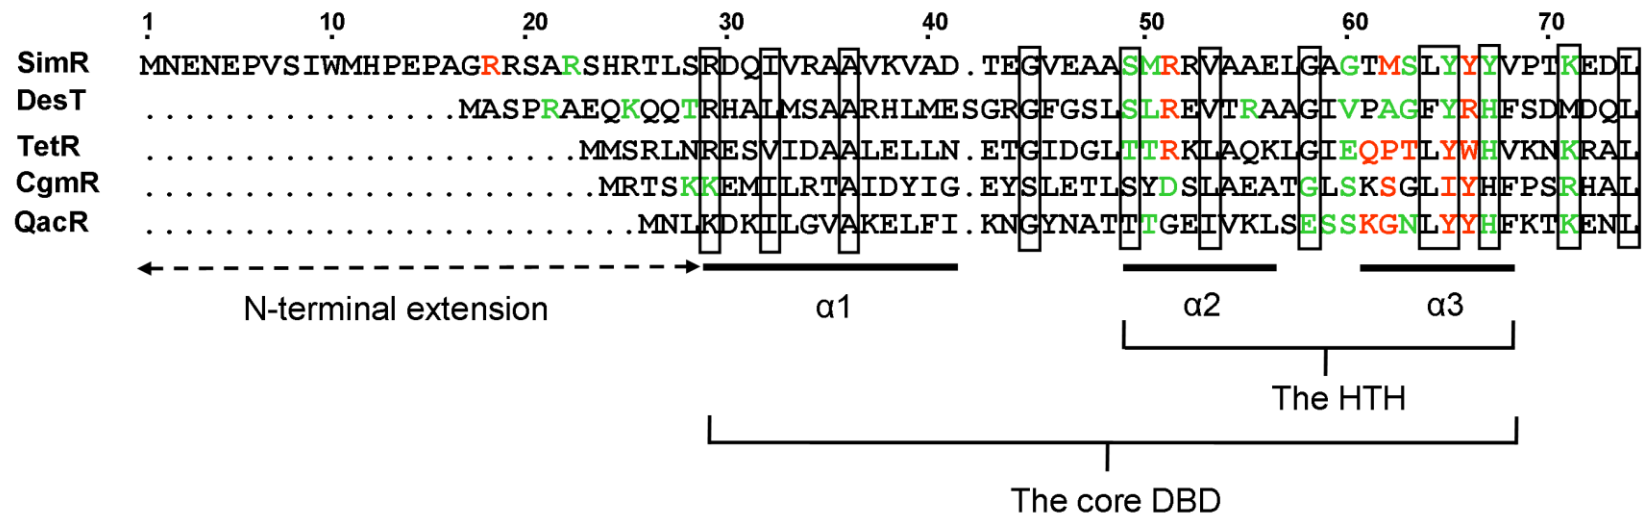 1 10 20 30 40 50 60 70
SimR MNENEPVSIWMHPEPAGRRSARSHRTLSRDQIVRAAVKVAD.TEGVEAASMRRVAAELGAGTMSLYYYVPTKEDL
DesT ................MASPRAEQKQQTRHALMSAARHLMESGRGFGSLSLREVTRAAGIVPAGFYRHFSDMDQL
TetR ......................MMSRLNRESVIDAALELLN.ETGIDGLTTRKLAQKLGIEQPTLYWHVKNKRAL
CgmR .......................MRTSKKEMILRTAIDYIG.EYSLETLSYDSLAEATGLSKSGLIYHFPSRHAL
QacR .........................MNLKDKILGVAKELFI.KNGYNATTTGEIVKLSESSKGNLYYHFKTKENL
N-terminal extension α1 α2 α3
The HTH
The core DBD